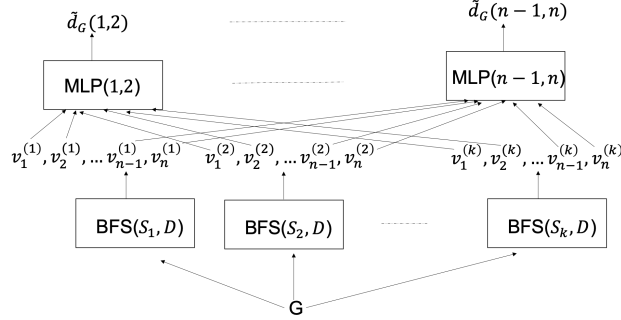 d̃_G(1,2) d̃_G(n − 1, n)
MLP(1,2) MLP(n − 1, n)
v_1^(1), v_2^(1), ... v_{n−1}^(1), v_n^(1) v_1^(2), v_2^(2), ... v_{n−1}^(2), v_n^(2) v_1^(k), v_2^(k), ... v_{n−1}^(k), v_n^(k)
BFS(S_1, D) BFS(S_2, D) BFS(S_k, D)
G